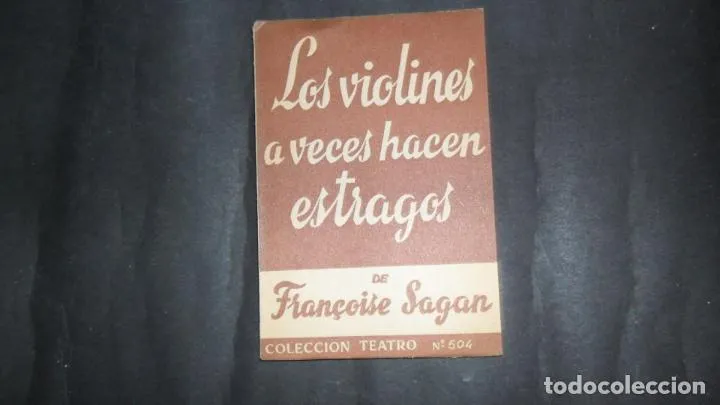 Los violines
a veces hacen
estragos
DE
Françoise Sagan
COLECCION TEATRO Nº 504
todocoleccion